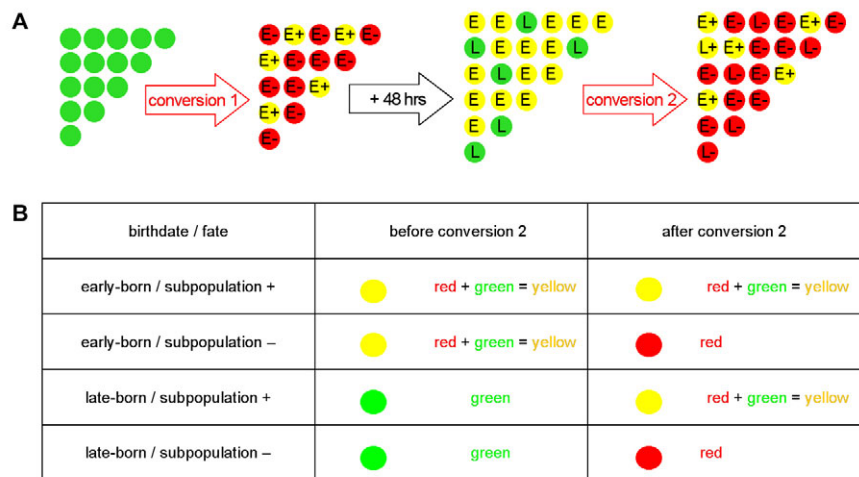 A
conversion 1
E- E+ E- E+ E-
E+ E- E- E-
E- E- E+
E+ E-
E-
+ 48 hrs
E E L E E E
L E E E L
E L E E
E E E
E L
L
conversion 2
E+ E- L- E- E+ E-
L+ E+ E- E- L-
E- L- E- E+
E+ E- E-
E- L-
L-
B
birthdate / fate before conversion 2 after conversion 2
early-born / subpopulation + red + green = yellow red + green = yellow
early-born / subpopulation – red + green = yellow red
late-born / subpopulation + green red + green = yellow
late-born / subpopulation – green red